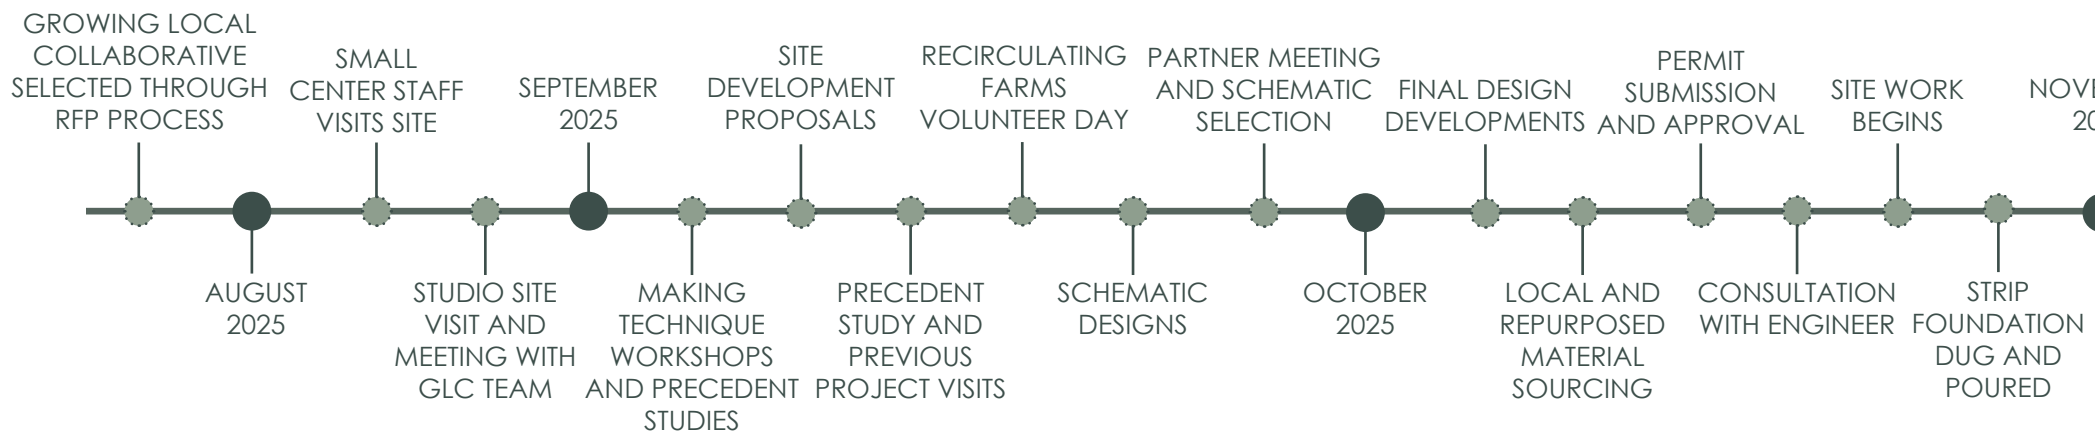 GROWING LOCAL
COLLABORATIVE
SELECTED THROUGH
RFP PROCESS
AUGUST
2025
SMALL
CENTER STAFF
VISITS SITE
STUDIO SITE
VISIT AND
MEETING WITH
GLC TEAM
SEPTEMBER
2025
MAKING
TECHNIQUE
WORKSHOPS
AND PRECEDENT
STUDIES
SITE
DEVELOPMENT
PROPOSALS
PRECEDENT
STUDY AND
PREVIOUS
PROJECT VISITS
RECIRCULATING
FARMS
VOLUNTEER DAY
SCHEMATIC
DESIGNS
PARTNER MEETING
AND SCHEMATIC
SELECTION
OCTOBER
2025
FINAL DESIGN
DEVELOPMENTS
LOCAL AND
REPURPOSED
MATERIAL
SOURCING
PERMIT
SUBMISSION
AND APPROVAL
CONSULTATION
WITH ENGINEER
SITE WORK
BEGINS
STRIP
FOUNDATION
DUG AND
POURED